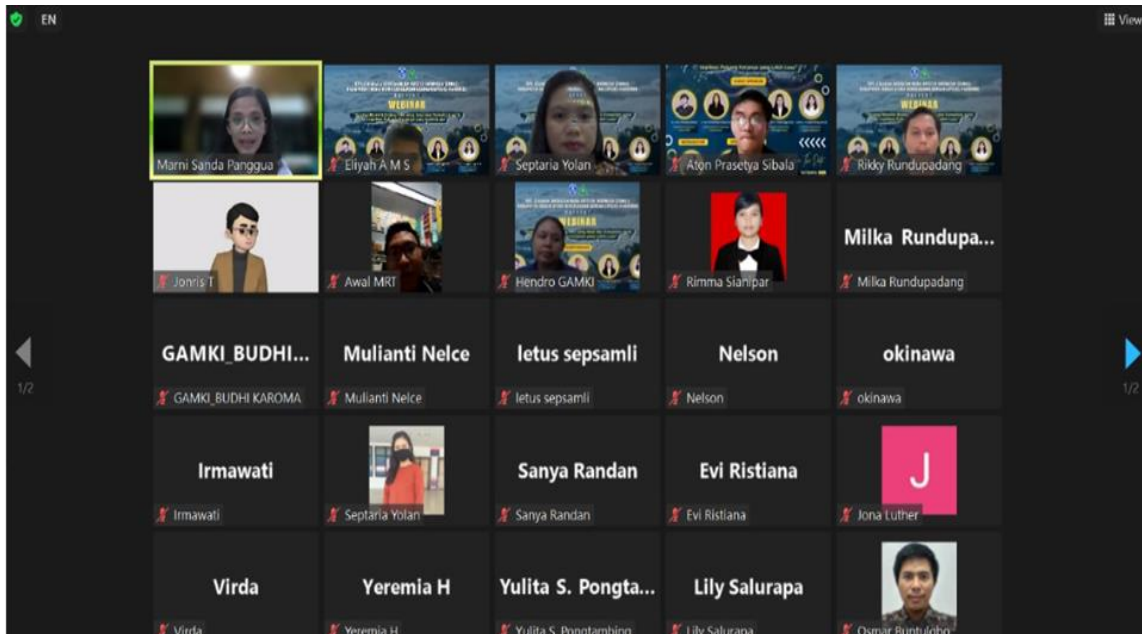 EN
View
Marni Sanda Panggua
Eliyah A M S
Septaria Yolan
Aton Prasetya Sibala
Rikky Rundupadang
WEBINAR
WEBINAR
WEBINAR
Jonris T
Awal MRT
Hendro GAMKI
Rimma Sianipar
Milka Rundupa...
Milka Rundupadang
GAMKI_BUDHI...
GAMKI_BUDHI KAROMA
Mulianti Nelce
Mulianti Nelce
letus sepsamli
letus sepsamli
Nelson
Nelson
okinawa
okinawa
1/2
1/2
Irmawati
Irmawati
Septaria Yolan
Sanya Randan
Sanya Randan
Evi Ristiana
Evi Ristiana
J
Jona Luther
Virda
Virda
Yeremia H
Yeremia H
Yulita S. Pongta...
Yulita S. Pongtambing
Lily Salurapa
Lily Salurapa
Osmar Buntulobo